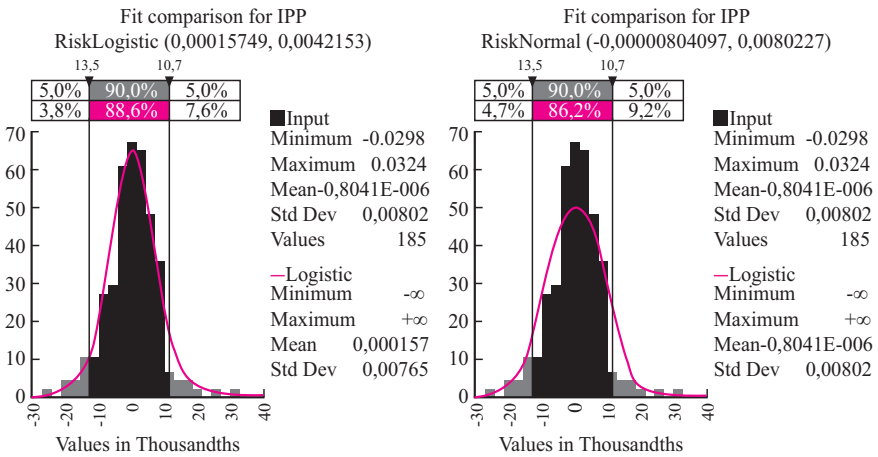 Fit comparison for IPP
RiskLogistic (0,00015749, 0,0042153)
13,5 10,7
5,0% 90,0% 5,0%
3,8% 88,6% 7,6%
70
60
50
40
30
20
10
0
-30 -20 -10 0 10 20 30 40
Values in Thousandths
Input
Minimum -0.0298
Maximum 0.0324
Mean-0,8041E-006
Std Dev 0,00802
Values 185
Logistic
Minimum -∞
Maximum +∞
Mean 0,000157
Std Dev 0,00765
Fit comparison for IPP
RiskNormal (-0,00000804097, 0,0080227)
13,5 10,7
5,0% 90,0% 5,0%
4,7% 86,2% 9,2%
70
60
50
40
30
20
10
0
-30 -20 -10 0 10 20 30 40
Values in Thousandths
Input
Minimum -0.0298
Maximum 0.0324
Mean-0,8041E-006
Std Dev 0,00802
Values 185
Logistic
Minimum -∞
Maximum +∞
Mean-0,8041E-006
Std Dev 0,00802